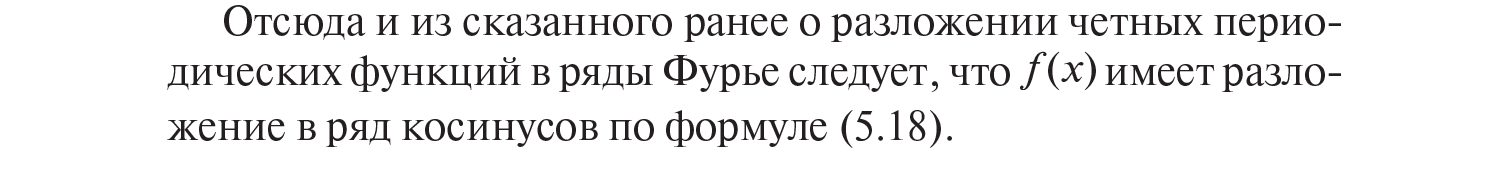 Отсюда и из сказанного ранее о разложении четных перио-
дических функций в ряды Фурье следует, что f(x) имеет разло-
жение в ряд косинусов по формуле (5.18).